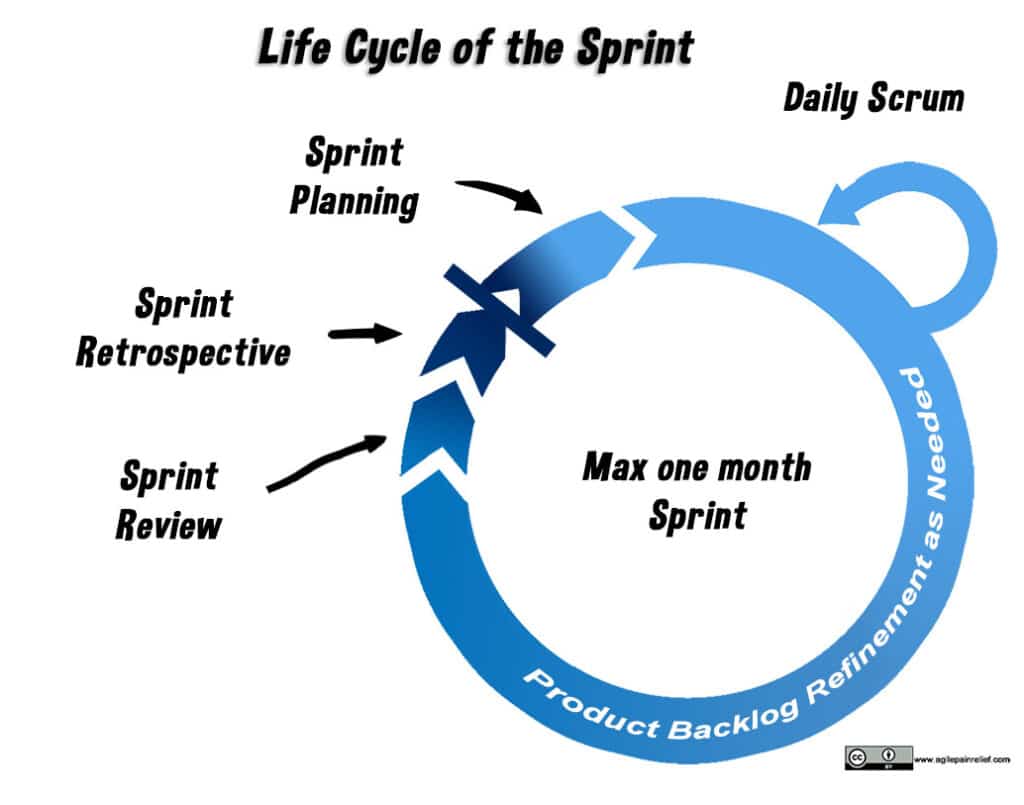 Life Cycle of the Sprint
Daily Scrum
Sprint
Planning
Sprint
Retrospective
Sprint
Review
Max one month
Sprint
Product Backlog Refinement as Needed
cc
BY
www.agilepainrelief.com